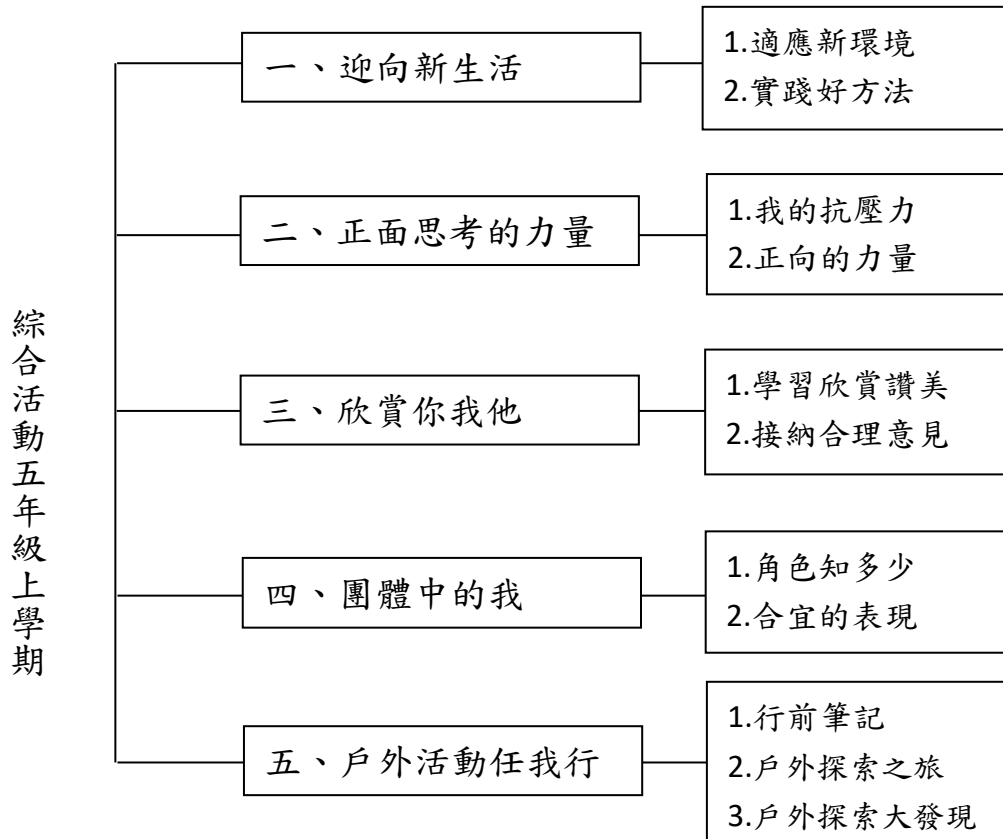 綜合活動五年級上學期
一、迎向新生活
1.適應新環境
2.實踐好方法
二、正面思考的力量
1.我的抗壓力
2.正向的力量
三、欣賞你我他
1.學習欣賞讚美
2.接納合理意見
四、團體中的我
1.角色知多少
2.合宜的表現
五、戶外活動任我行
1.行前筆記
2.戶外探索之旅
3.戶外探索大發現